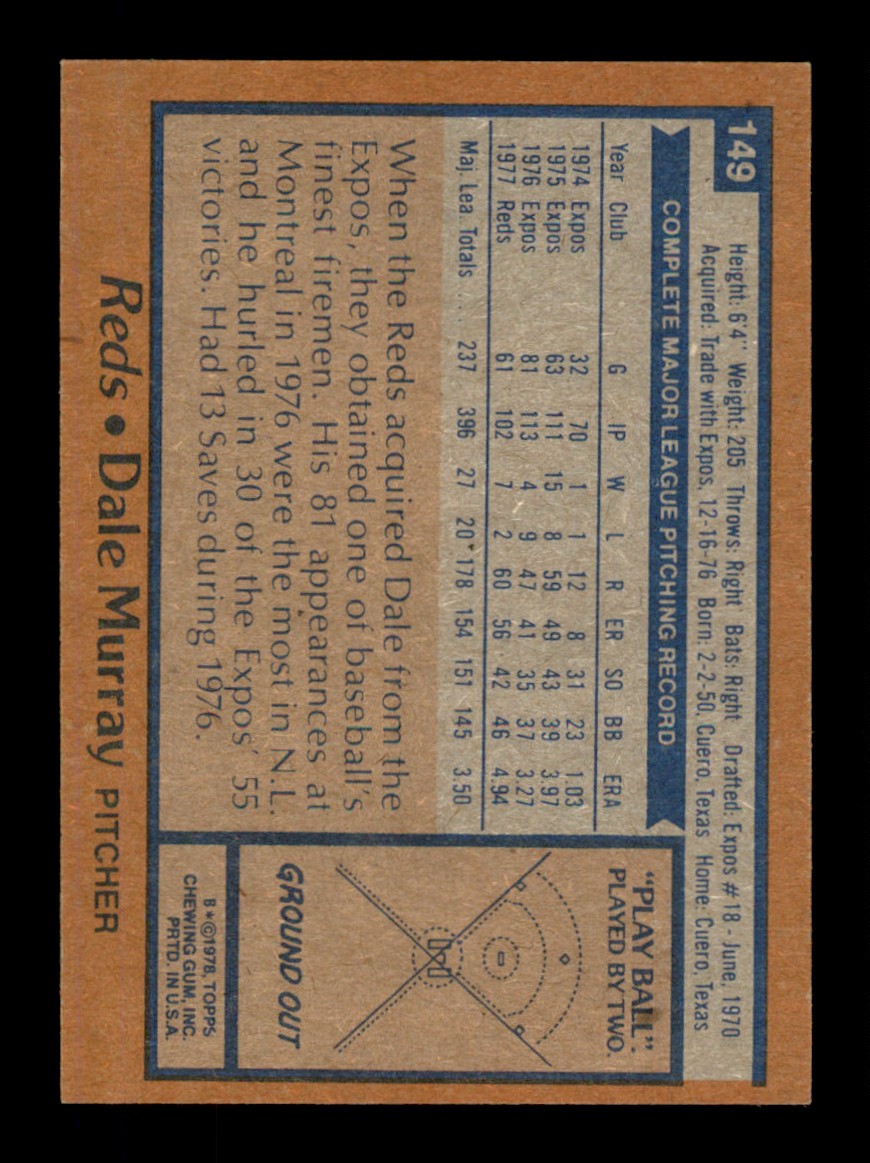 149
Height: 6'4" Weight: 205 Throws: Right Bats: Right Drafted: Expos #18 - June, 1970
Acquired: Trade with Expos, 12-16-76 Born: 2-2-50, Cuero, Texas Home: Cuero, Texas
COMPLETE MAJOR LEAGUE PITCHING RECORD
Year Club G IP W L R ER SO BB ERA
1974 Expos 32 70 1 1 12 8 31 23 1.03
1975 Expos 63 111 15 8 59 49 43 39 3.97
1976 Expos 81 113 4 9 47 41 35 37 3.27
1977 Reds 61 102 7 2 60 56 42 46 4.94
Maj. Lea. Totals ... 237 396 27 20 178 154 151 145 3.50
When the Reds acquired Dale from the
Expos, they obtained one of baseball's
finest firemen. His 81 appearances at
Montreal in 1976 were the most in N.L.
and he hurled in 30 of the Expos' 55
victories. Had 13 Saves during 1976.
"PLAY BALL"
PLAYED BY TWO.
GROUND OUT
B*©1978, TOPPS
CHEWING GUM, INC.
PRTD. IN U.S.A.
Reds • Dale Murray PITCHER